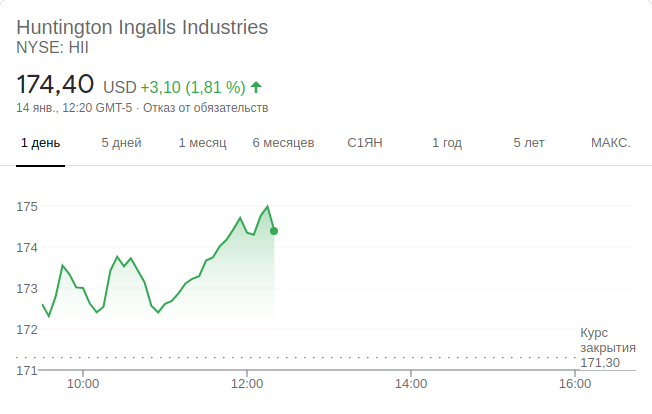 Huntington Ingalls Industries
NYSE: HII
174,40 USD +3,10 (1,81 %)
14 янв., 12:20 GMT-5 · Отказ от обязательств
1 день 5 дней 1 месяц 6 месяцев С1ЯН 1 год 5 лет МАКС.
175
174
173
172
Курс
закрытия
171,30
171
10:00 12:00 14:00 16:00